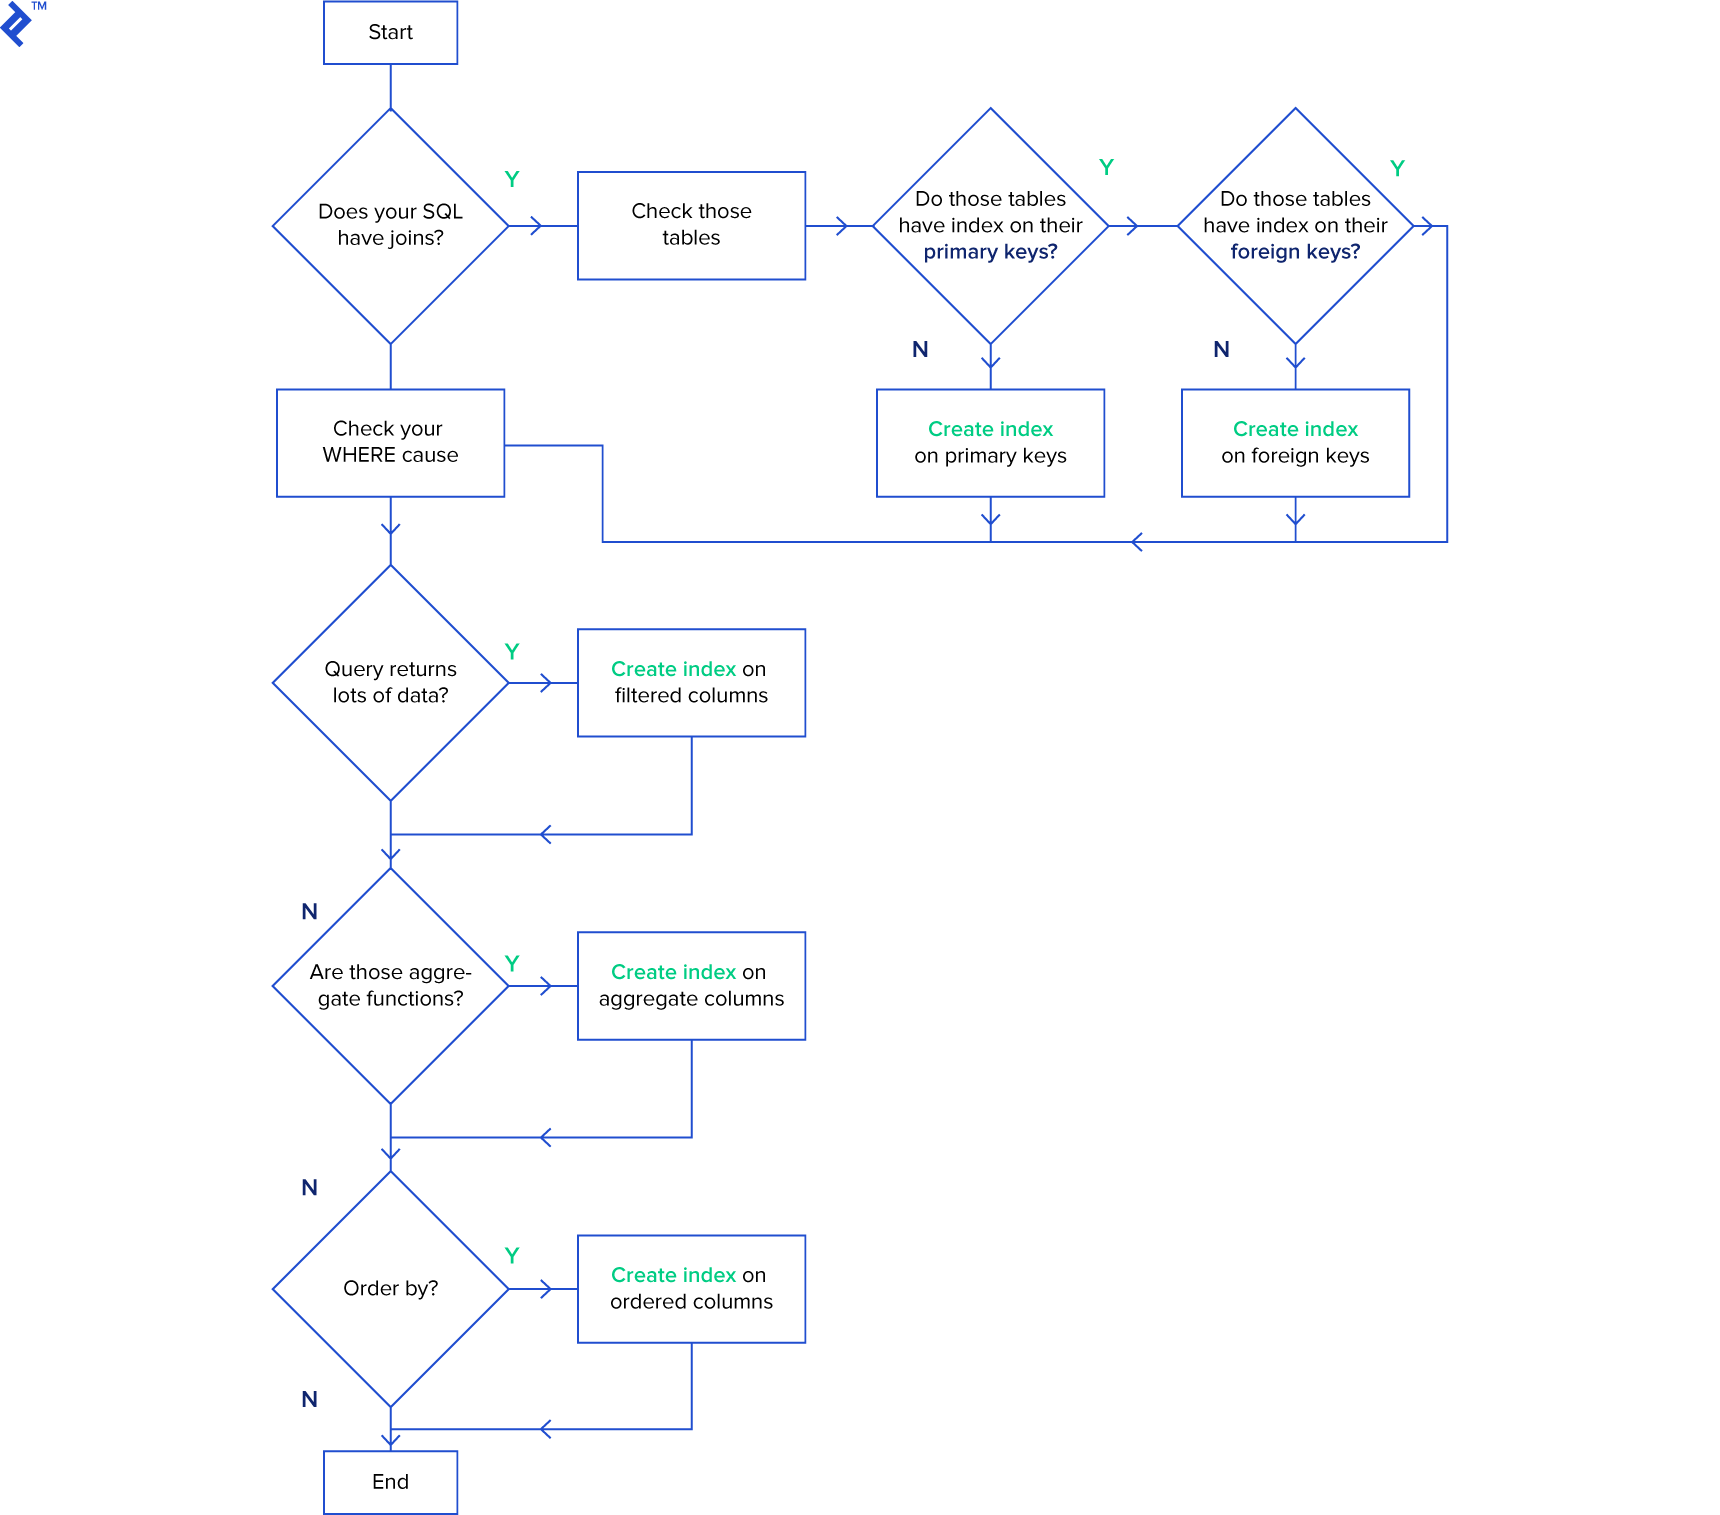 TM
Start
Does your SQL
have joins?
Y
Check those
tables
Do those tables
have index on their
primary keys?
Y
Do those tables
have index on their
foreign keys?
Y
N
N
Check your
WHERE cause
Create index
on primary keys
Create index
on foreign keys
Query returns
lots of data?
Y
Create index on
filtered columns
N
Are those aggre-
gate functions?
Y
Create index on
aggregate columns
N
Order by?
Y
Create index on
ordered columns
N
End